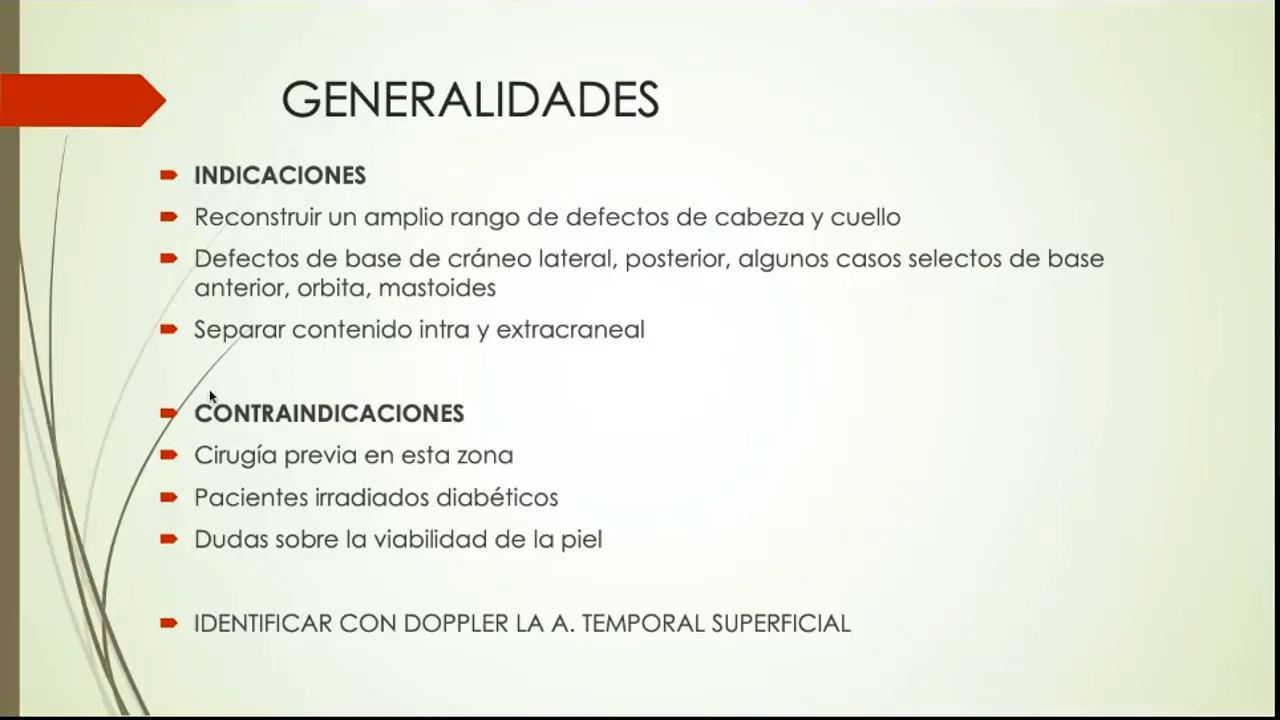 GENERALIDADES
INDICACIONES
Reconstruir un amplio rango de defectos de cabeza y cuello
Defectos de base de cráneo lateral, posterior, algunos casos selectos de base
anterior, orbita, mastoides
Separar contenido intra y extracraneal
CONTRAINDICACIONES
Cirugía previa en esta zona
Pacientes irradiados diabéticos
Dudas sobre la viabilidad de la piel
IDENTIFICAR CON DOPPLER LA A. TEMPORAL SUPERFICIAL